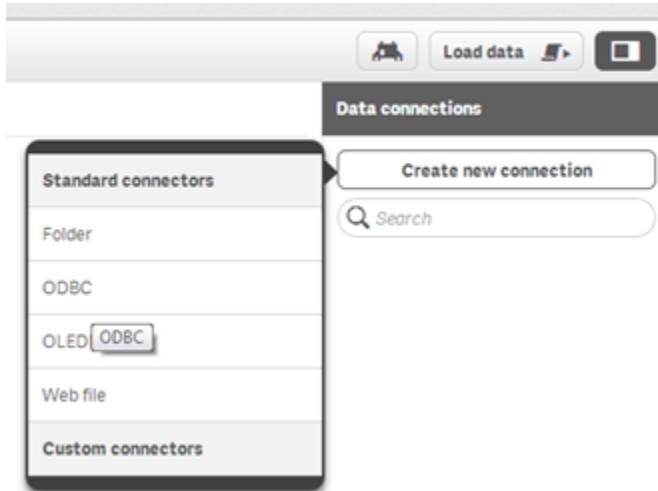 Load data
Data connections
Create new connection
Search
Standard connectors
Folder
ODBC
OLED
ODBC
Web file
Custom connectors